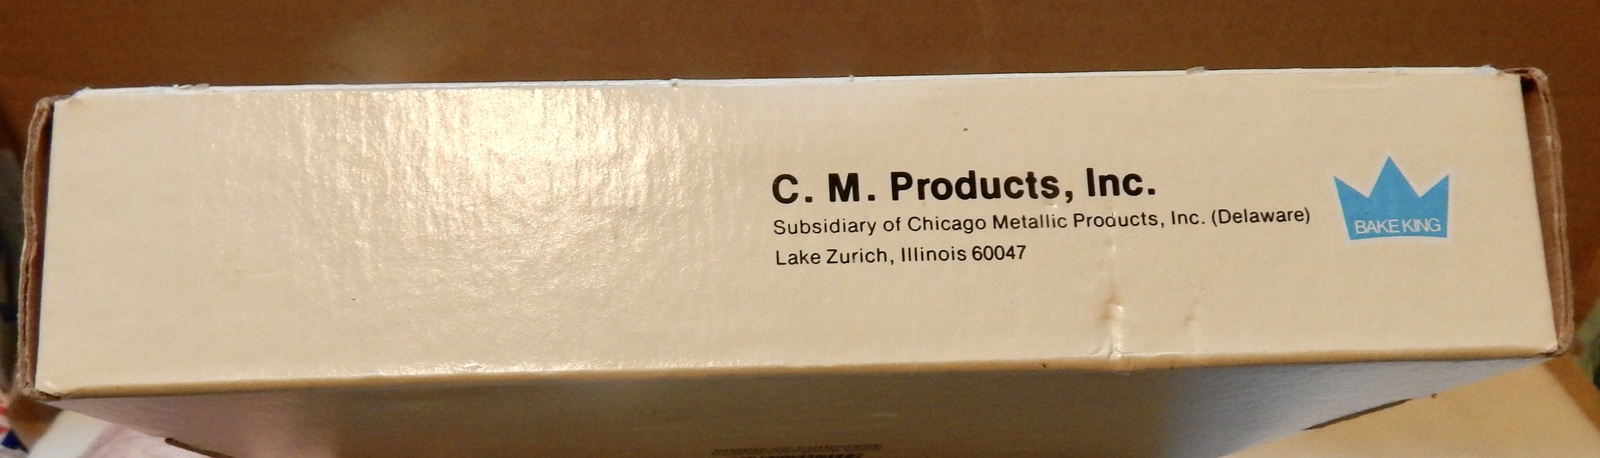 C. M. Products, Inc.
Subsidiary of Chicago Metallic Products, Inc. (Delaware)
Lake Zurich, Illinois 60047
BAKE KING